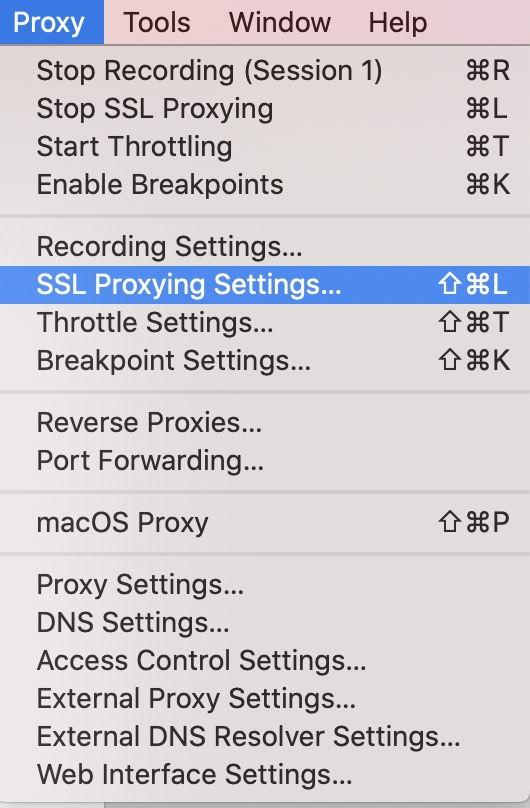 Proxy Tools Window Help
Stop Recording (Session 1) ⌘R
Stop SSL Proxying ⌘L
Start Throttling ⌘T
Enable Breakpoints ⌘K
Recording Settings...
SSL Proxying Settings... ⇧⌘L
Throttle Settings... ⇧⌘T
Breakpoint Settings... ⇧⌘K
Reverse Proxies...
Port Forwarding...
macOS Proxy ⇧⌘P
Proxy Settings...
DNS Settings...
Access Control Settings...
External Proxy Settings...
External DNS Resolver Settings...
Web Interface Settings...